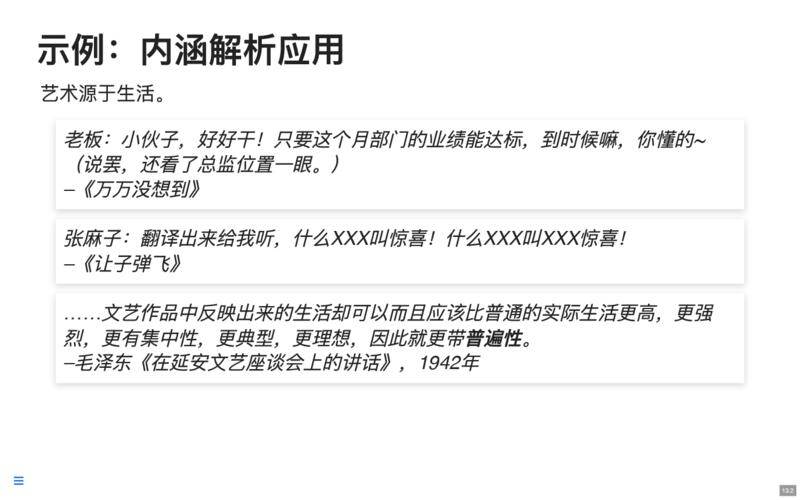 示例：内涵解析应用
艺术源于生活。
老板：小伙子，好好干！只要这个月部门的业绩能达标，到时候嘛，你懂的~
（说罢，还看了总监位置一眼。）
–《万万没想到》
张麻子：翻译出来给我听，什么XXX叫惊喜！什么XXX叫XXX惊喜！
–《让子弹飞》
……文艺作品中反映出来的生活却可以而且应该比普通的实际生活更高，更强
烈，更有集中性，更典型，更理想，因此就更带普遍性。
–毛泽东《在延安文艺座谈会上的讲话》，1942年
13.2